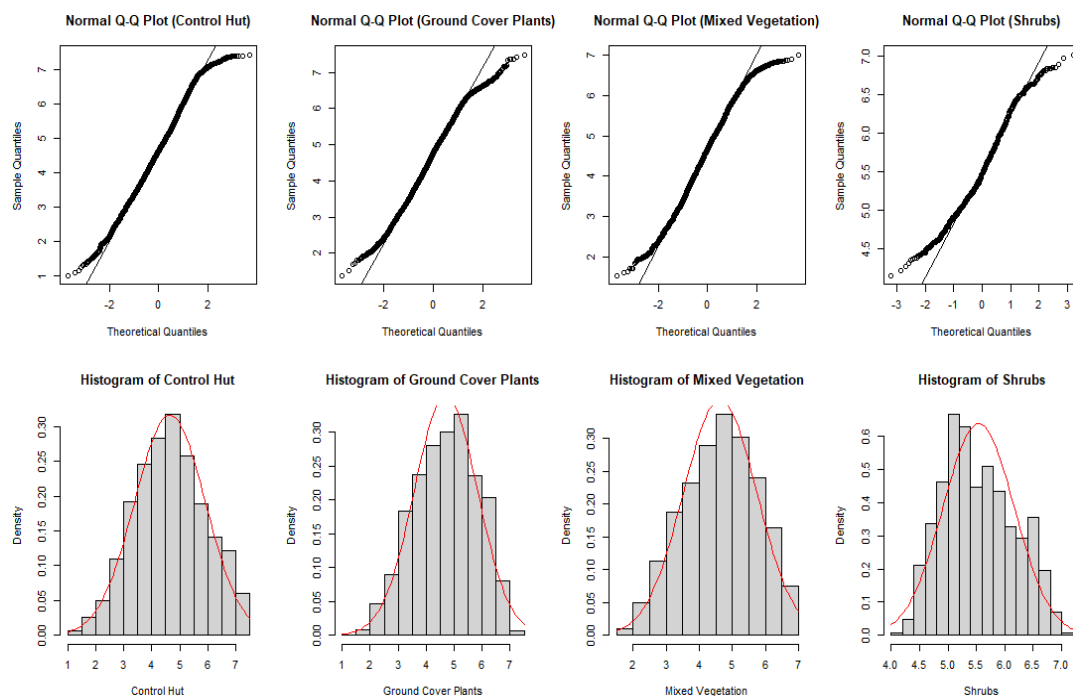 Normal Q-Q Plot (Control Hut)
Normal Q-Q Plot (Ground Cover Plants)
Normal Q-Q Plot (Mixed Vegetation)
Normal Q-Q Plot (Shrubs)
Sample Quantiles
1 2 3 4 5 6 7
-2 0 2
Theoretical Quantiles
Sample Quantiles
2 3 4 5 6 7
-2 0 2
Theoretical Quantiles
Sample Quantiles
2 3 4 5 6 7
-2 0 2
Theoretical Quantiles
Sample Quantiles
4.5 5.0 5.5 6.0 6.5 7.0
-3 -2 -1 0 1 2 3
Theoretical Quantiles
Histogram of Control Hut
Histogram of Ground Cover Plants
Histogram of Mixed Vegetation
Histogram of Shrubs
Density
0.00 0.05 0.10 0.15 0.20 0.25 0.30
1 2 3 4 5 6 7
Control Hut
Density
0.00 0.05 0.10 0.15 0.20 0.25 0.30
1 2 3 4 5 6 7
Ground Cover Plants
Density
0.00 0.05 0.10 0.15 0.20 0.25 0.30
2 3 4 5 6 7
Mixed Vegetation
Density
0.0 0.1 0.2 0.3 0.4 0.5 0.6
4.0 4.5 5.0 5.5 6.0 6.5 7.0
Shrubs